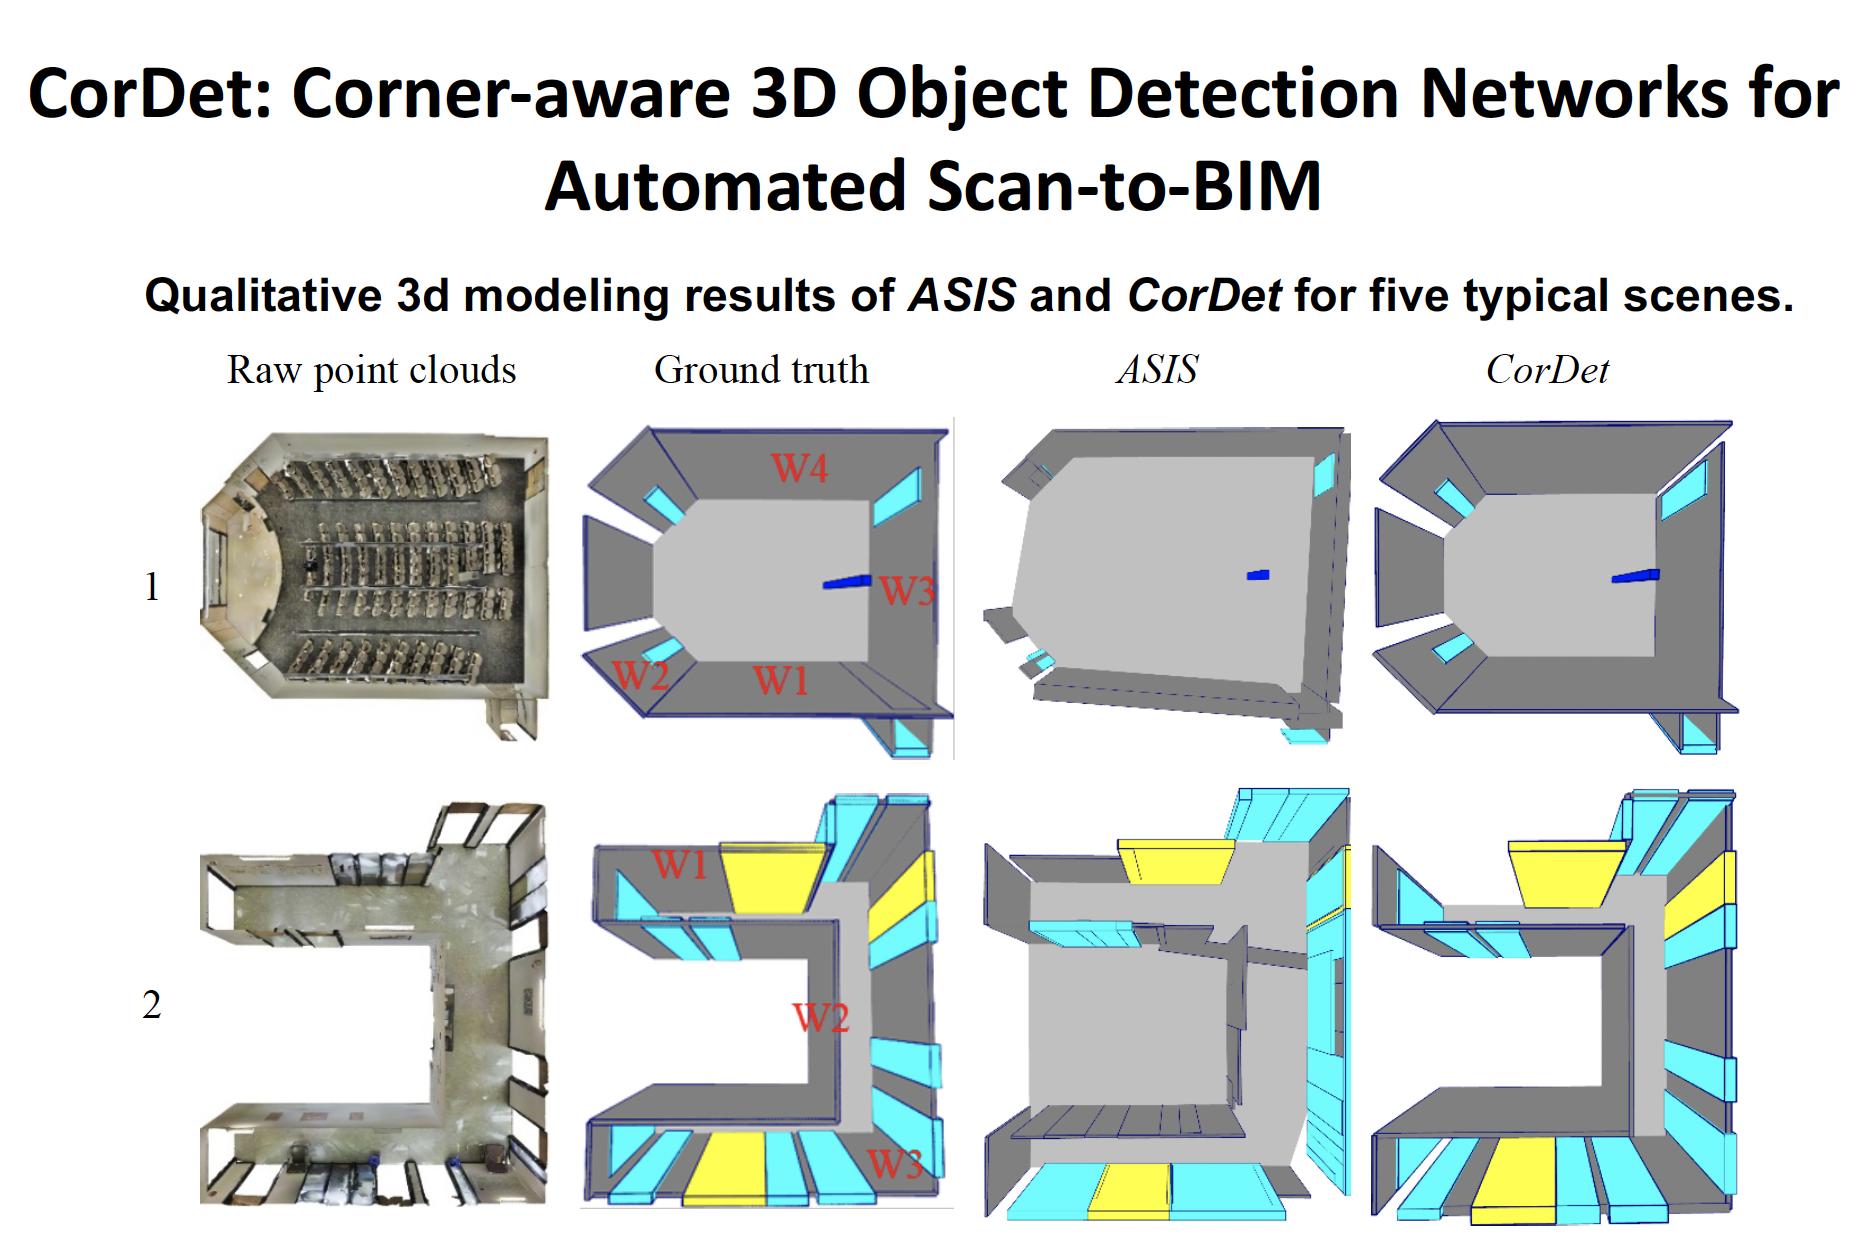 CorDet: Corner-aware 3D Object Detection Networks for
Automated Scan-to-BIM
Qualitative 3d modeling results of ASIS and CorDet for five typical scenes.
Raw point clouds Ground truth ASIS CorDet
1
W4
W3
W2 W1
2
W1
W2
W3